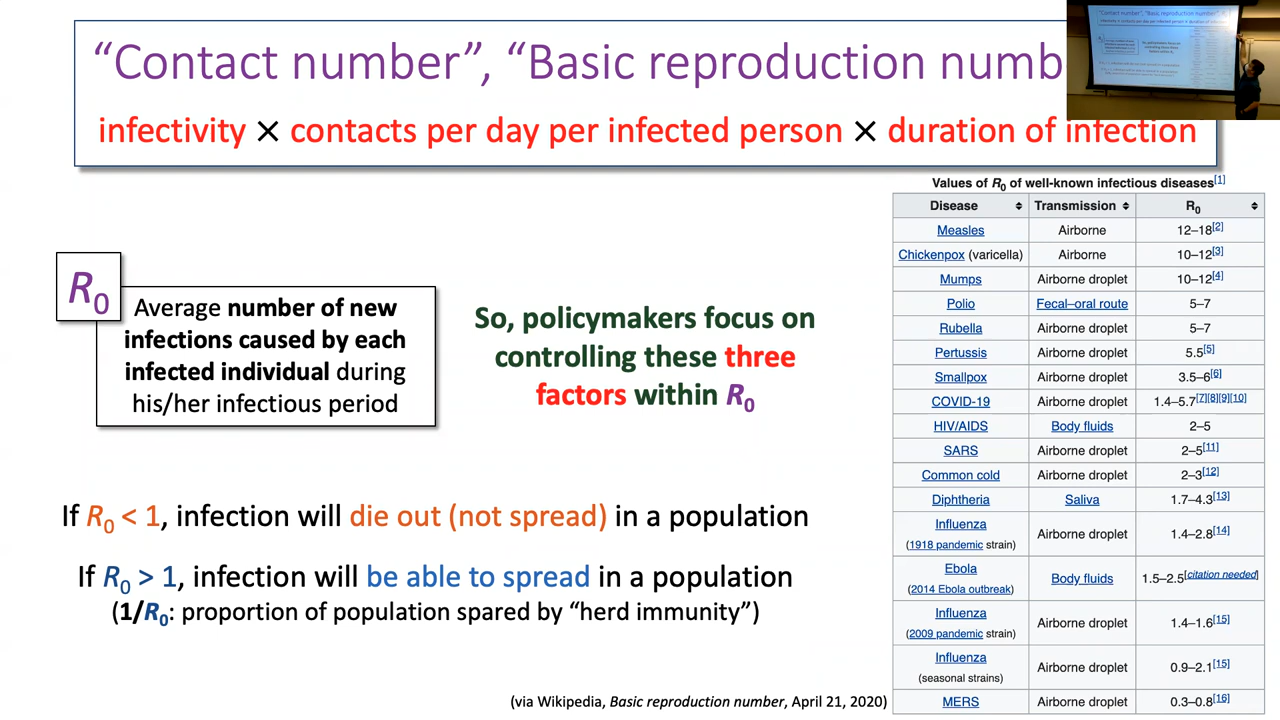 “Contact number”, “Basic reproduction numb
infectivity × contacts per day per infected person × duration of infection
R₀
Average number of new
infections caused by each
infected individual during
his/her infectious period
So, policymakers focus on
controlling these three
factors within R₀
If R₀ < 1, infection will die out (not spread) in a population
If R₀ > 1, infection will be able to spread in a population
(1/R₀: proportion of population spared by “herd immunity”)
(via Wikipedia, Basic reproduction number, April 21, 2020)
Values of R₀ of well-known infectious diseases[1]
Disease Transmission R₀
Measles Airborne 12–18[2]
Chickenpox (varicella) Airborne 10–12[3]
Mumps Airborne droplet 10–12[4]
Polio Fecal–oral route 5–7
Rubella Airborne droplet 5–7
Pertussis Airborne droplet 5.5[5]
Smallpox Airborne droplet 3.5–6[6]
COVID-19 Airborne droplet 1.4–5.7[7][8][9][10]
HIV/AIDS Body fluids 2–5
SARS Airborne droplet 2–5[11]
Common cold Airborne droplet 2–3[12]
Diphtheria Saliva 1.7–4.3[13]
Influenza
(1918 pandemic strain) Airborne droplet 1.4–2.8[14]
Ebola
(2014 Ebola outbreak) Body fluids 1.5–2.5[citation needed]
Influenza
(2009 pandemic strain) Airborne droplet 1.4–1.6[15]
Influenza
(seasonal strains) Airborne droplet 0.9–2.1[15]
MERS Airborne droplet 0.3–0.8[16]